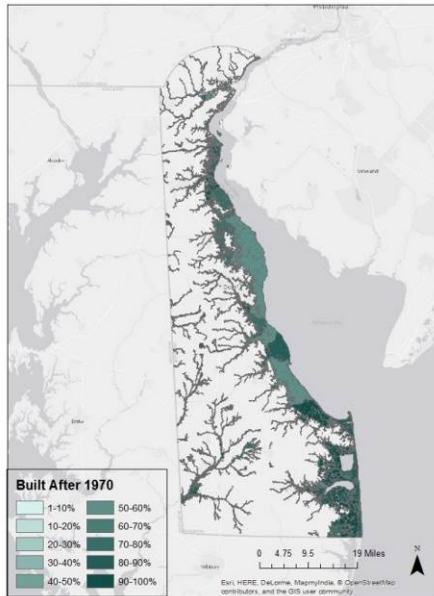 Philadelphia
Built After 1970
1-10%
10-20%
20-30%
30-40%
40-50%
50-60%
60-70%
70-80%
80-90%
90-100%
0 4.75 9.5 19 Miles
N
Esri, HERE, DeLorme, MapmyIndia, © OpenStreetMap
contributors, and the GIS user community